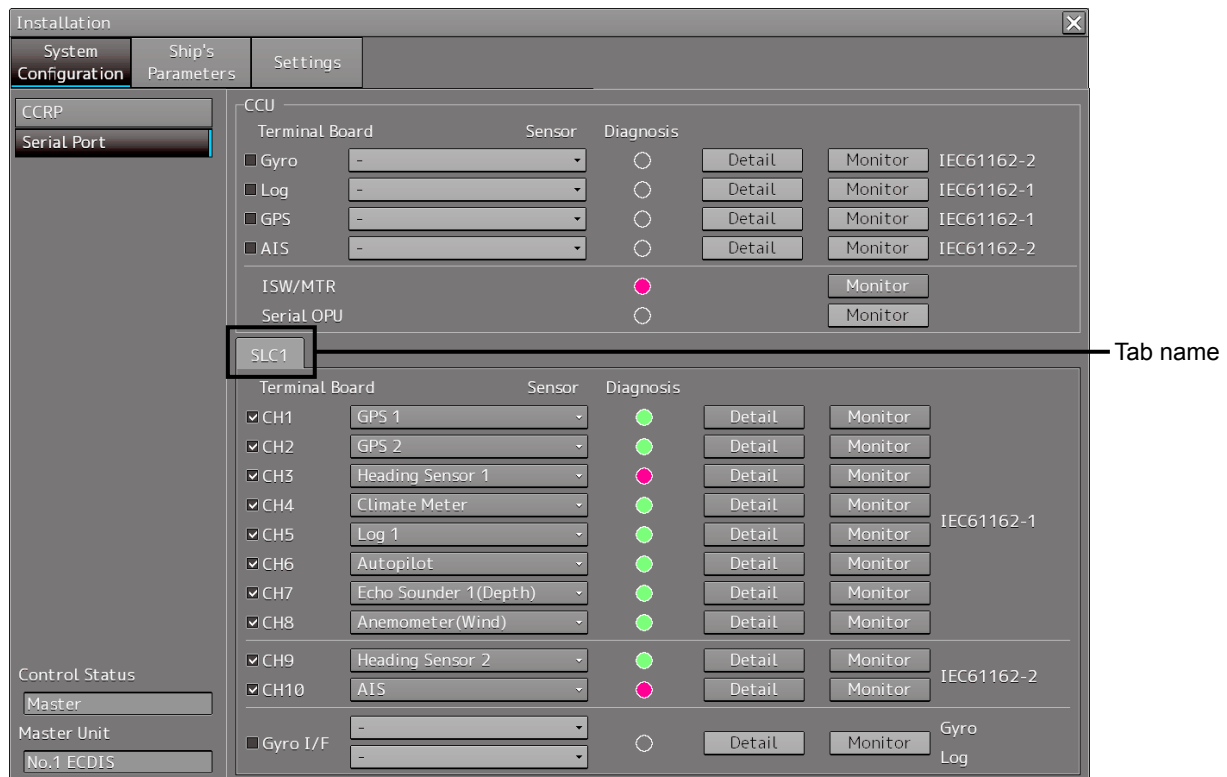 Installation
System Configuration
Ship's Parameters
Settings
CCRP
Serial Port
CCU
Terminal Board Sensor Diagnosis
Gyro - Detail Monitor IEC61162-2
Log - Detail Monitor IEC61162-1
GPS - Detail Monitor IEC61162-1
AIS - Detail Monitor IEC61162-2
ISW/MTR Monitor
Serial OPU Monitor
SLC1
Tab name
Terminal Board Sensor Diagnosis
CH1 GPS 1 Detail Monitor
CH2 GPS 2 Detail Monitor
CH3 Heading Sensor 1 Detail Monitor
CH4 Climate Meter Detail Monitor
IEC61162-1
CH5 Log 1 Detail Monitor
CH6 Autopilot Detail Monitor
CH7 Echo Sounder 1(Depth) Detail Monitor
CH8 Anemometer(Wind) Detail Monitor
CH9 Heading Sensor 2 Detail Monitor
IEC61162-2
CH10 AIS Detail Monitor
Gyro I/F - - Detail Monitor
Gyro
Log
Control Status
Master
Master Unit
No.1 ECDIS